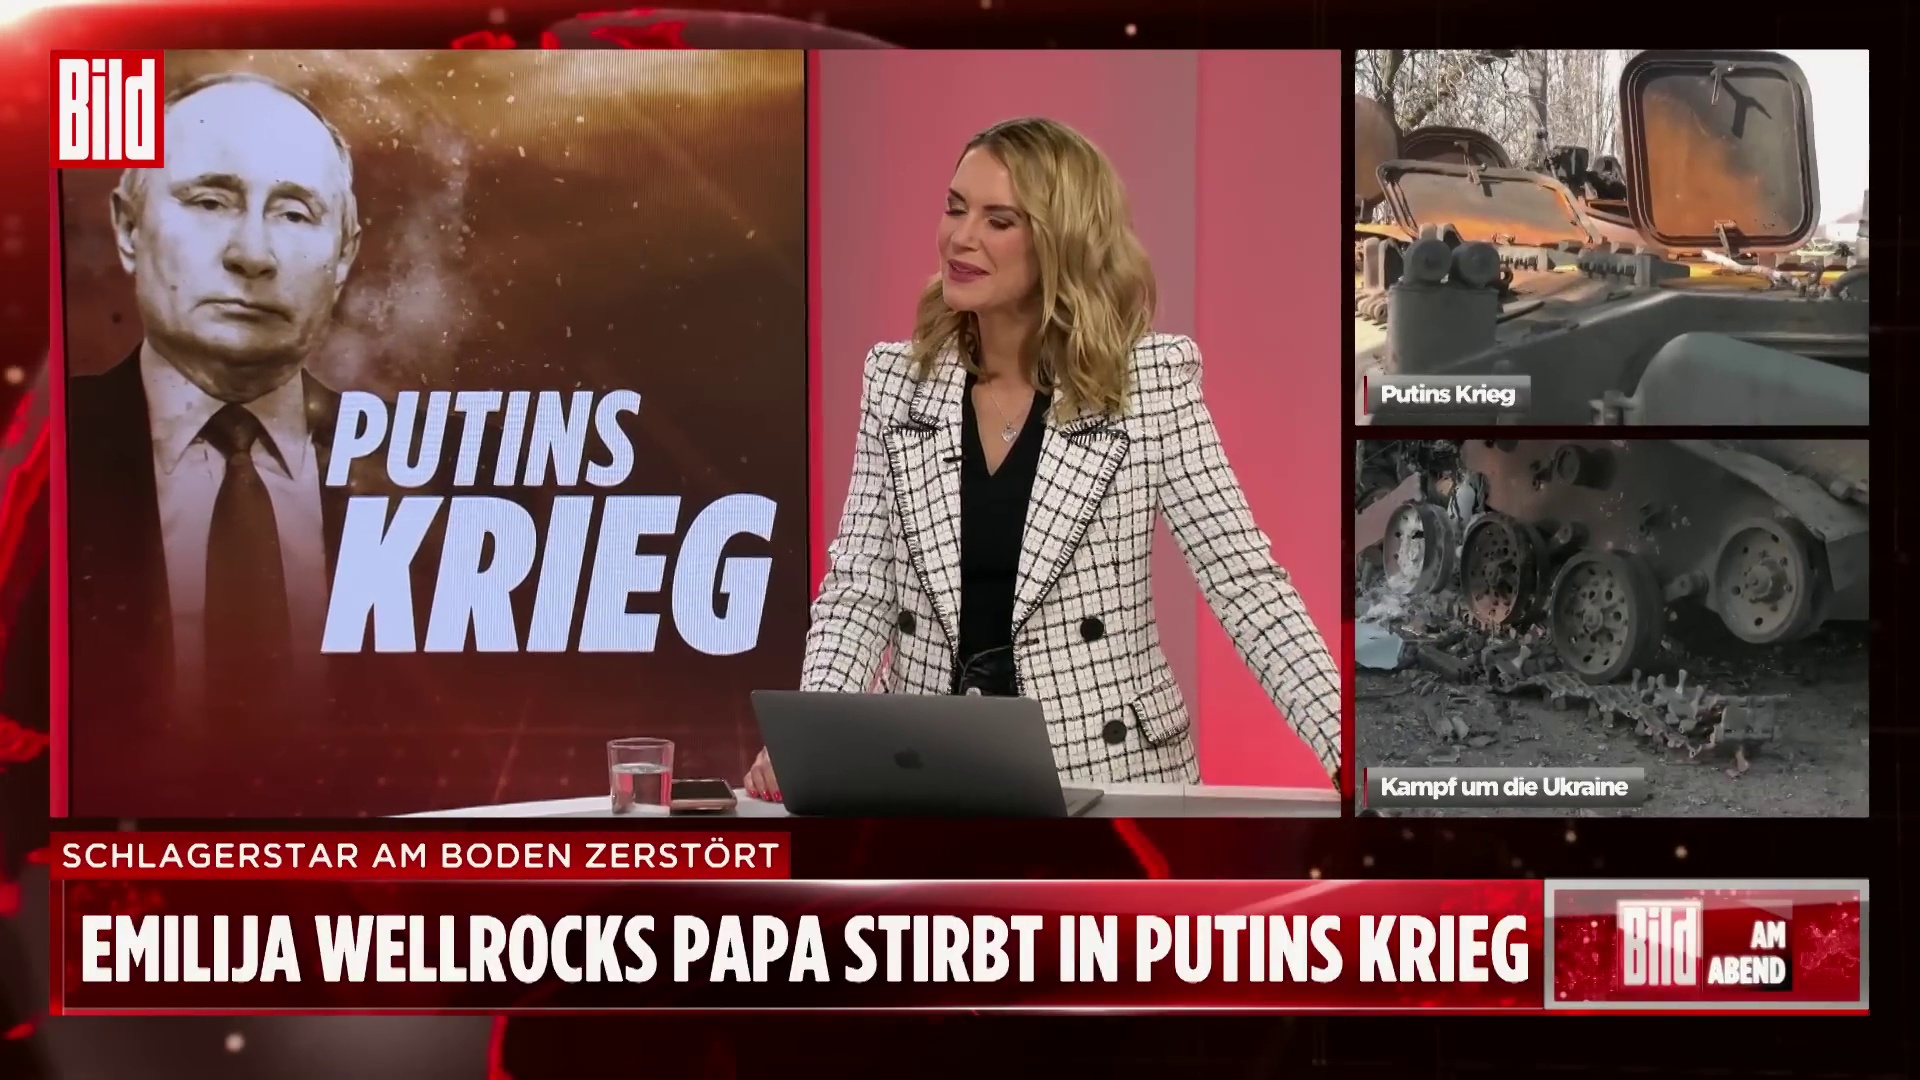 Bild
PUTINS
KRIEG
Putins Krieg
Kampf um die Ukraine
SCHLAGERSTAR AM BODEN ZERSTÖRT
EMILIJA WELLROCKS PAPA STIRBT IN PUTINS KRIEG
Bild
AM
ABEND